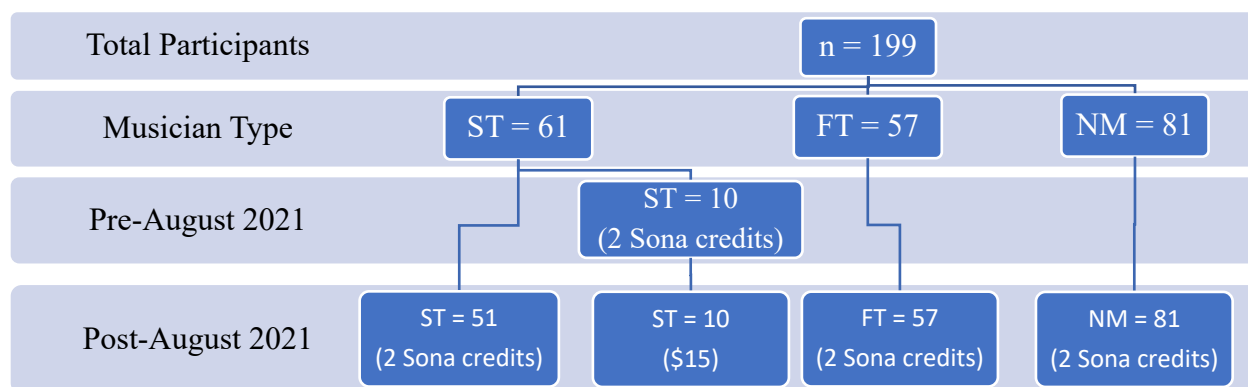 Total Participants
n = 199
Musician Type
ST = 61
FT = 57
NM = 81
Pre-August 2021
ST = 10
(2 Sona credits)
Post-August 2021
ST = 51
(2 Sona credits)
ST = 10
($15)
FT = 57
(2 Sona credits)
NM = 81
(2 Sona credits)